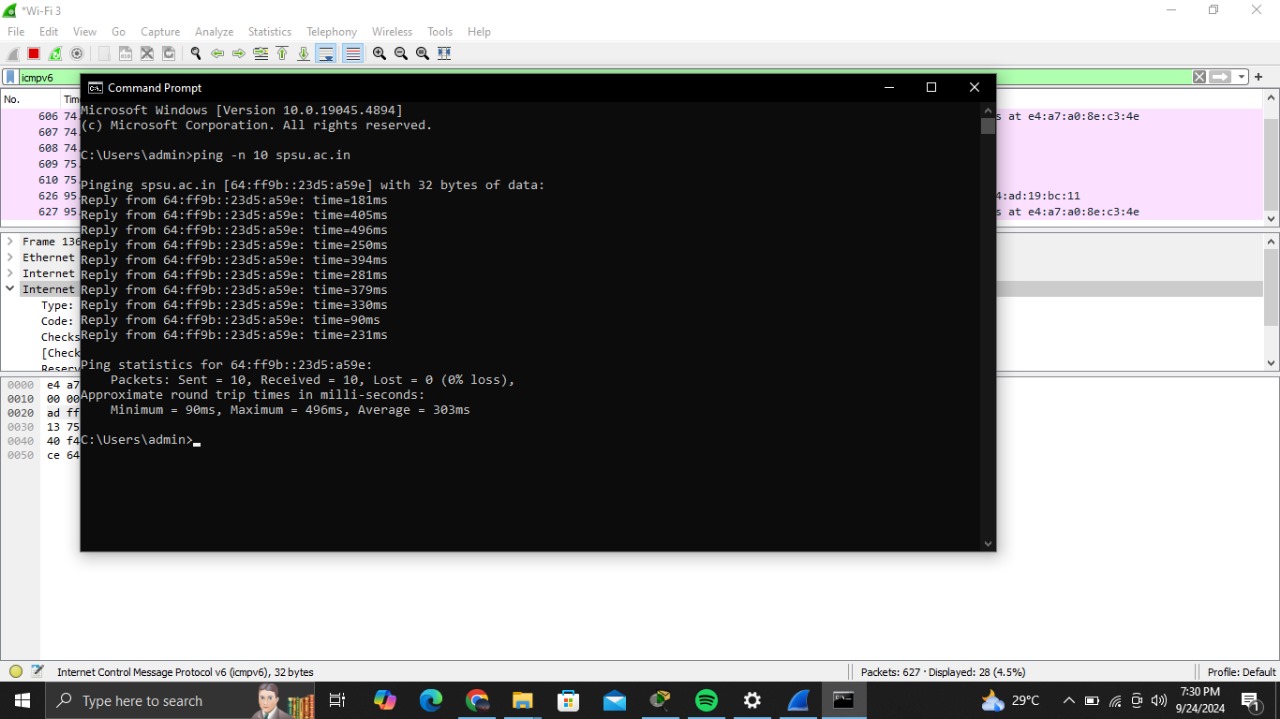 *Wi-Fi 3
File Edit View Go Capture Analyze Statistics Telephony Wireless Tools Help
icmpv6
Command Prompt
No. Tim
606 74.
607 74.
608 74.
609 75.
610 75.
626 95.
627 95.
s at e4:a7:a0:8e:c3:4e
4:ad:19:bc:11
s at e4:a7:a0:8e:c3:4e
Microsoft Windows [Version 10.0.19045.4894]
(c) Microsoft Corporation. All rights reserved.
C:\Users\admin>ping -n 10 spsu.ac.in
Pinging spsu.ac.in [64:ff9b::23d5:a59e] with 32 bytes of data:
Reply from 64:ff9b::23d5:a59e: time=181ms
Reply from 64:ff9b::23d5:a59e: time=405ms
Reply from 64:ff9b::23d5:a59e: time=496ms
Reply from 64:ff9b::23d5:a59e: time=250ms
Reply from 64:ff9b::23d5:a59e: time=394ms
Reply from 64:ff9b::23d5:a59e: time=281ms
Reply from 64:ff9b::23d5:a59e: time=379ms
Reply from 64:ff9b::23d5:a59e: time=330ms
Reply from 64:ff9b::23d5:a59e: time=90ms
Reply from 64:ff9b::23d5:a59e: time=231ms
Ping statistics for 64:ff9b::23d5:a59e:
Packets: Sent = 10, Received = 10, Lost = 0 (0% loss),
Approximate round trip times in milli-seconds:
Minimum = 90ms, Maximum = 496ms, Average = 303ms
C:\Users\admin>
Frame 136
Ethernet
Internet
Internet
Type:
Code:
Checks
[Check
Reserv
0000 e4 a7
0010 00 00
0020 ad ff
0030 13 75
0040 40 f4
0050 ce 64
Internet Control Message Protocol v6 (icmpv6), 32 bytes
Packets: 627 · Displayed: 28 (4.5%)
Profile: Default
Type here to search
29°C
7:30 PM
9/24/2024
1